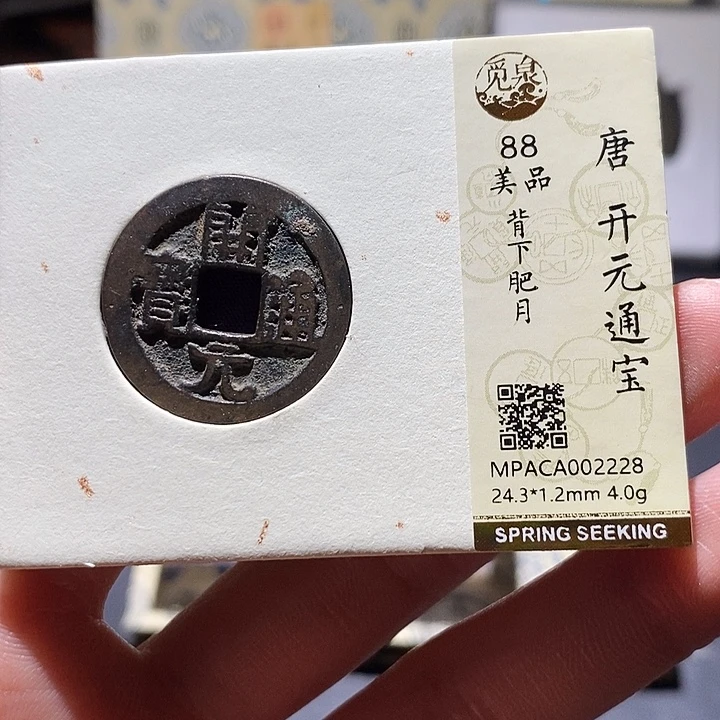 開
元
通
寳
觅泉
88
美品
背下肥月
唐 开元通宝
MPACA002228
24.3*1.2mm 4.0g
SPRING SEEKING